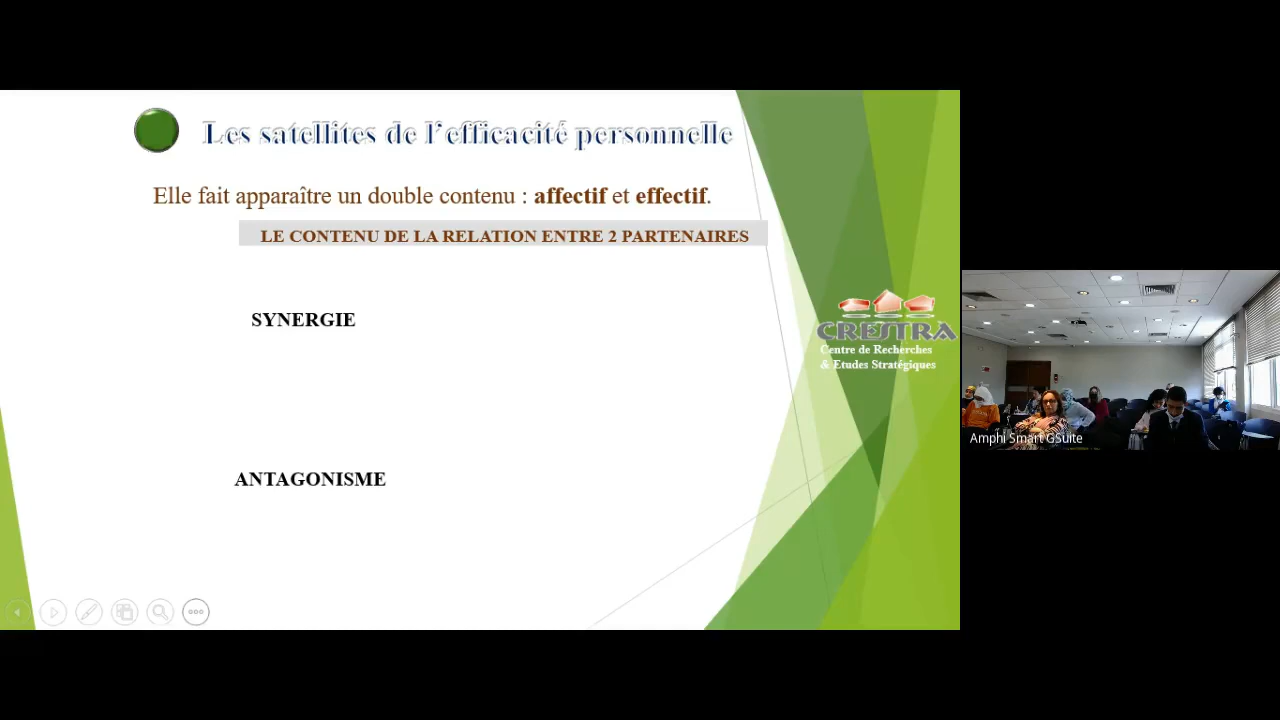 Les satellites de l'efficacité personnelle
Elle fait apparaître un double contenu : affectif et effectif.
LE CONTENU DE LA RELATION ENTRE 2 PARTENAIRES
SYNERGIE
ANTAGONISME
CRESTRA
Centre de Recherches
& Etudes Stratégiques
Amphi Smart GSuite